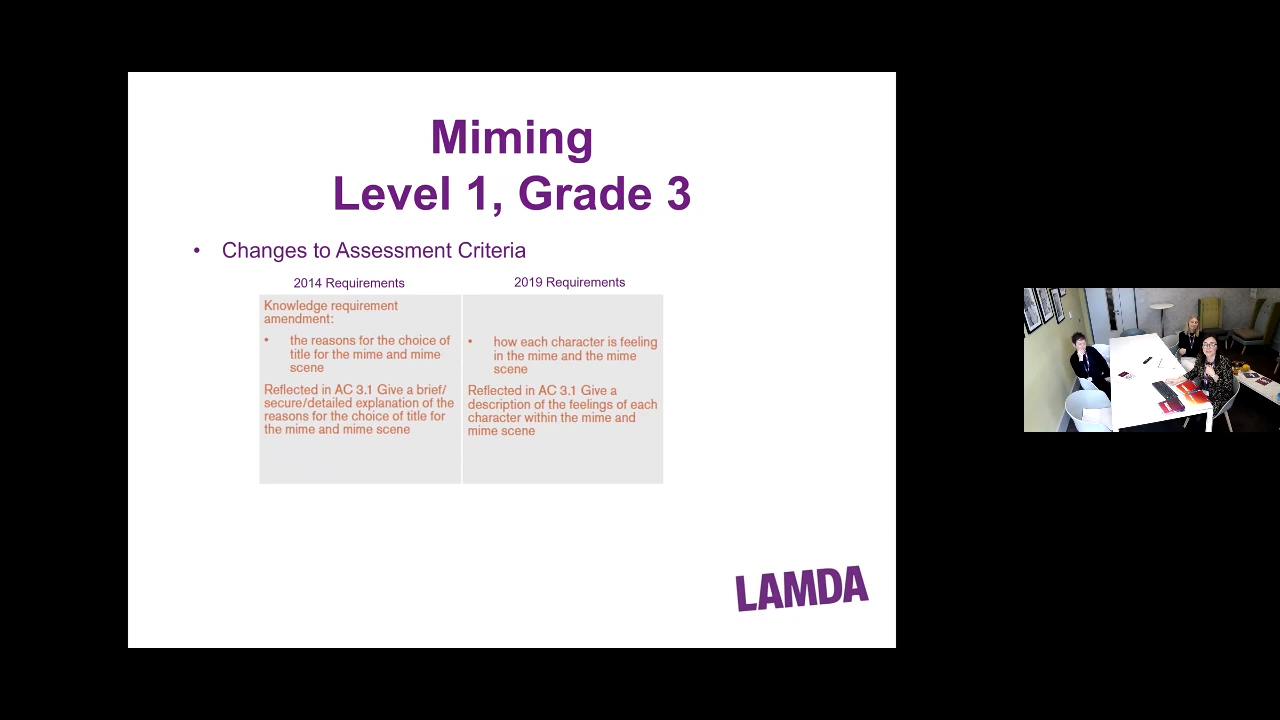 Miming
Level 1, Grade 3
• Changes to Assessment Criteria
2014 Requirements
Knowledge requirement
amendment:
• the reasons for the choice of
title for the mime and mime
scene
Reflected in AC 3.1 Give a brief/
secure/detailed explanation of the
reasons for the choice of title for
the mime and mime scene
2019 Requirements
• how each character is feeling
in the mime and the mime
scene
Reflected in AC 3.1 Give a
description of the feelings of each
character within the mime and
mime scene
LAMDA